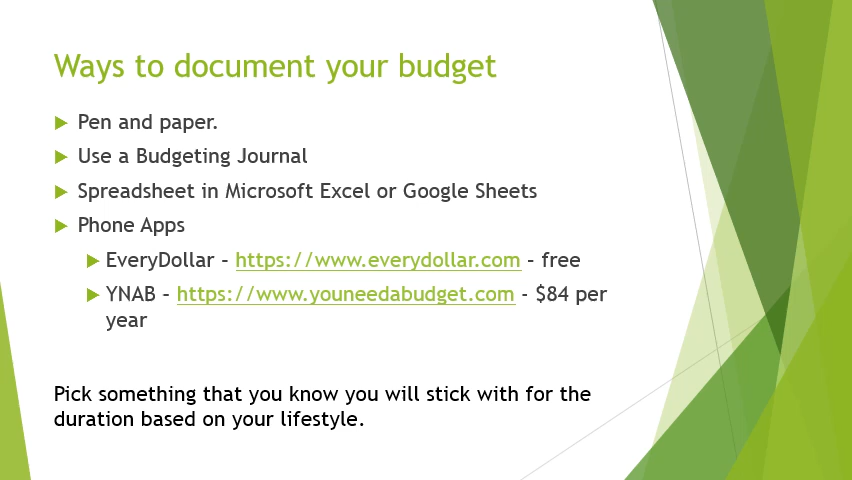 Ways to document your budget
Pen and paper.
Use a Budgeting Journal
Spreadsheet in Microsoft Excel or Google Sheets
Phone Apps
EveryDollar – https://www.everydollar.com – free
YNAB – https://www.youneedabudget.com - $84 per
year
Pick something that you know you will stick with for the
duration based on your lifestyle.